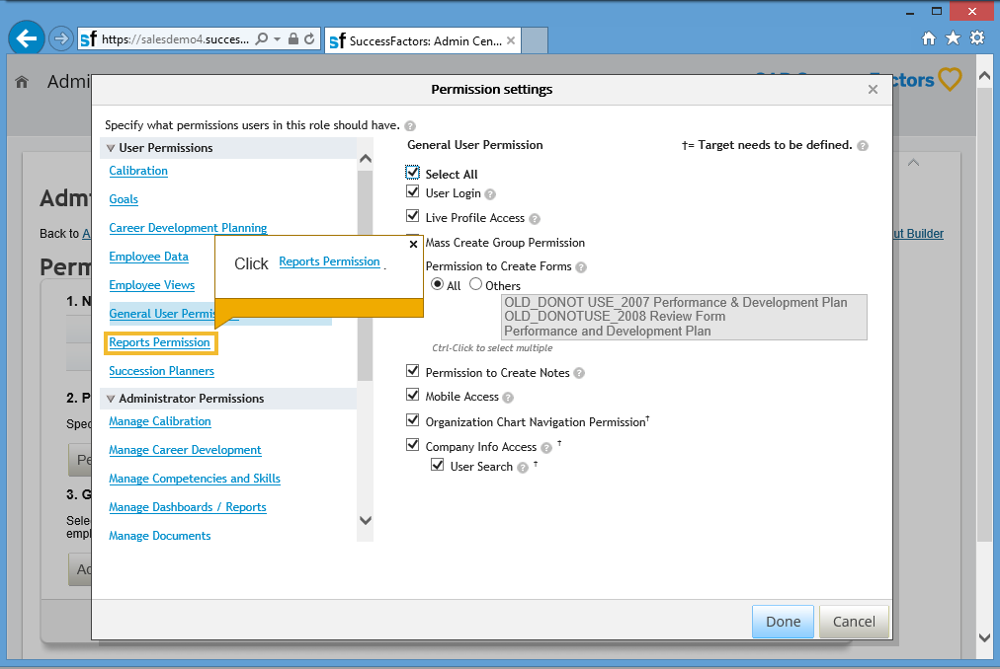 https://salesdemo4.succes...
SuccessFactors: Admin Cen...
Admi
ctors
Permission settings
Specify what permissions users in this role should have.
User Permissions
Calibration
Goals
Career Development Planning
Employee Data
Employee Views
General User Permis
Reports Permission
Succession Planners
Administrator Permissions
Manage Calibration
Manage Career Development
Manage Competencies and Skills
Manage Dashboards / Reports
Manage Documents
Click Reports Permission .
General User Permission
†= Target needs to be defined.
Select All
User Login
Live Profile Access
Mass Create Group Permission
Permission to Create Forms
All Others
OLD_DONOT USE_2007 Performance & Development Plan
OLD_DONOTUSE_2008 Review Form
Performance and Development Plan
Ctrl-Click to select multiple
Permission to Create Notes
Mobile Access
Organization Chart Navigation Permission†
Company Info Access †
User Search †
Done Cancel
Back to A
ut Builder
Perm
1. N
2. P
Spec
Pe
3. G
Sele
empl